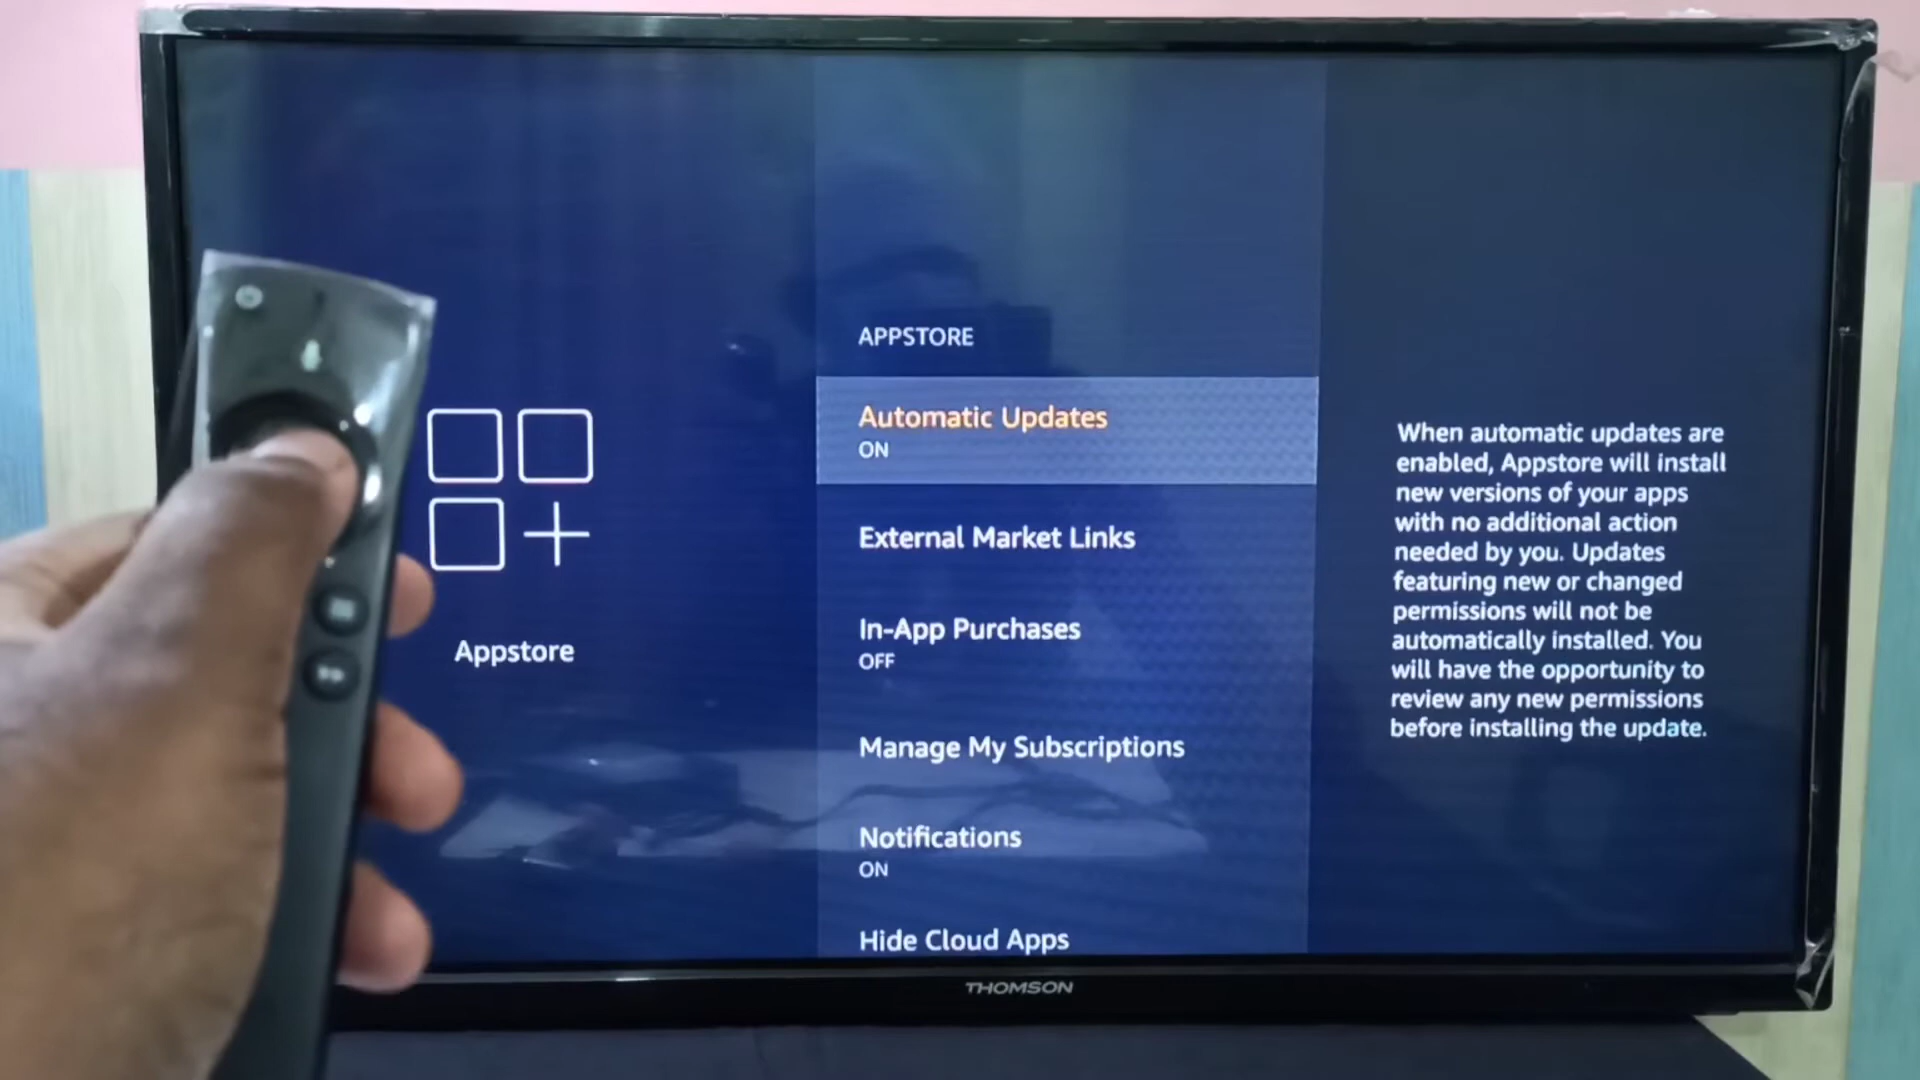 APPSTORE
Automatic Updates
ON
External Market Links
In-App Purchases
OFF
Manage My Subscriptions
Notifications
ON
Hide Cloud Apps
Appstore
When automatic updates are
enabled, Appstore will install
new versions of your apps
with no additional action
needed by you. Updates
featuring new or changed
permissions will not be
automatically installed. You
will have the opportunity to
review any new permissions
before installing the update.
THOMSON